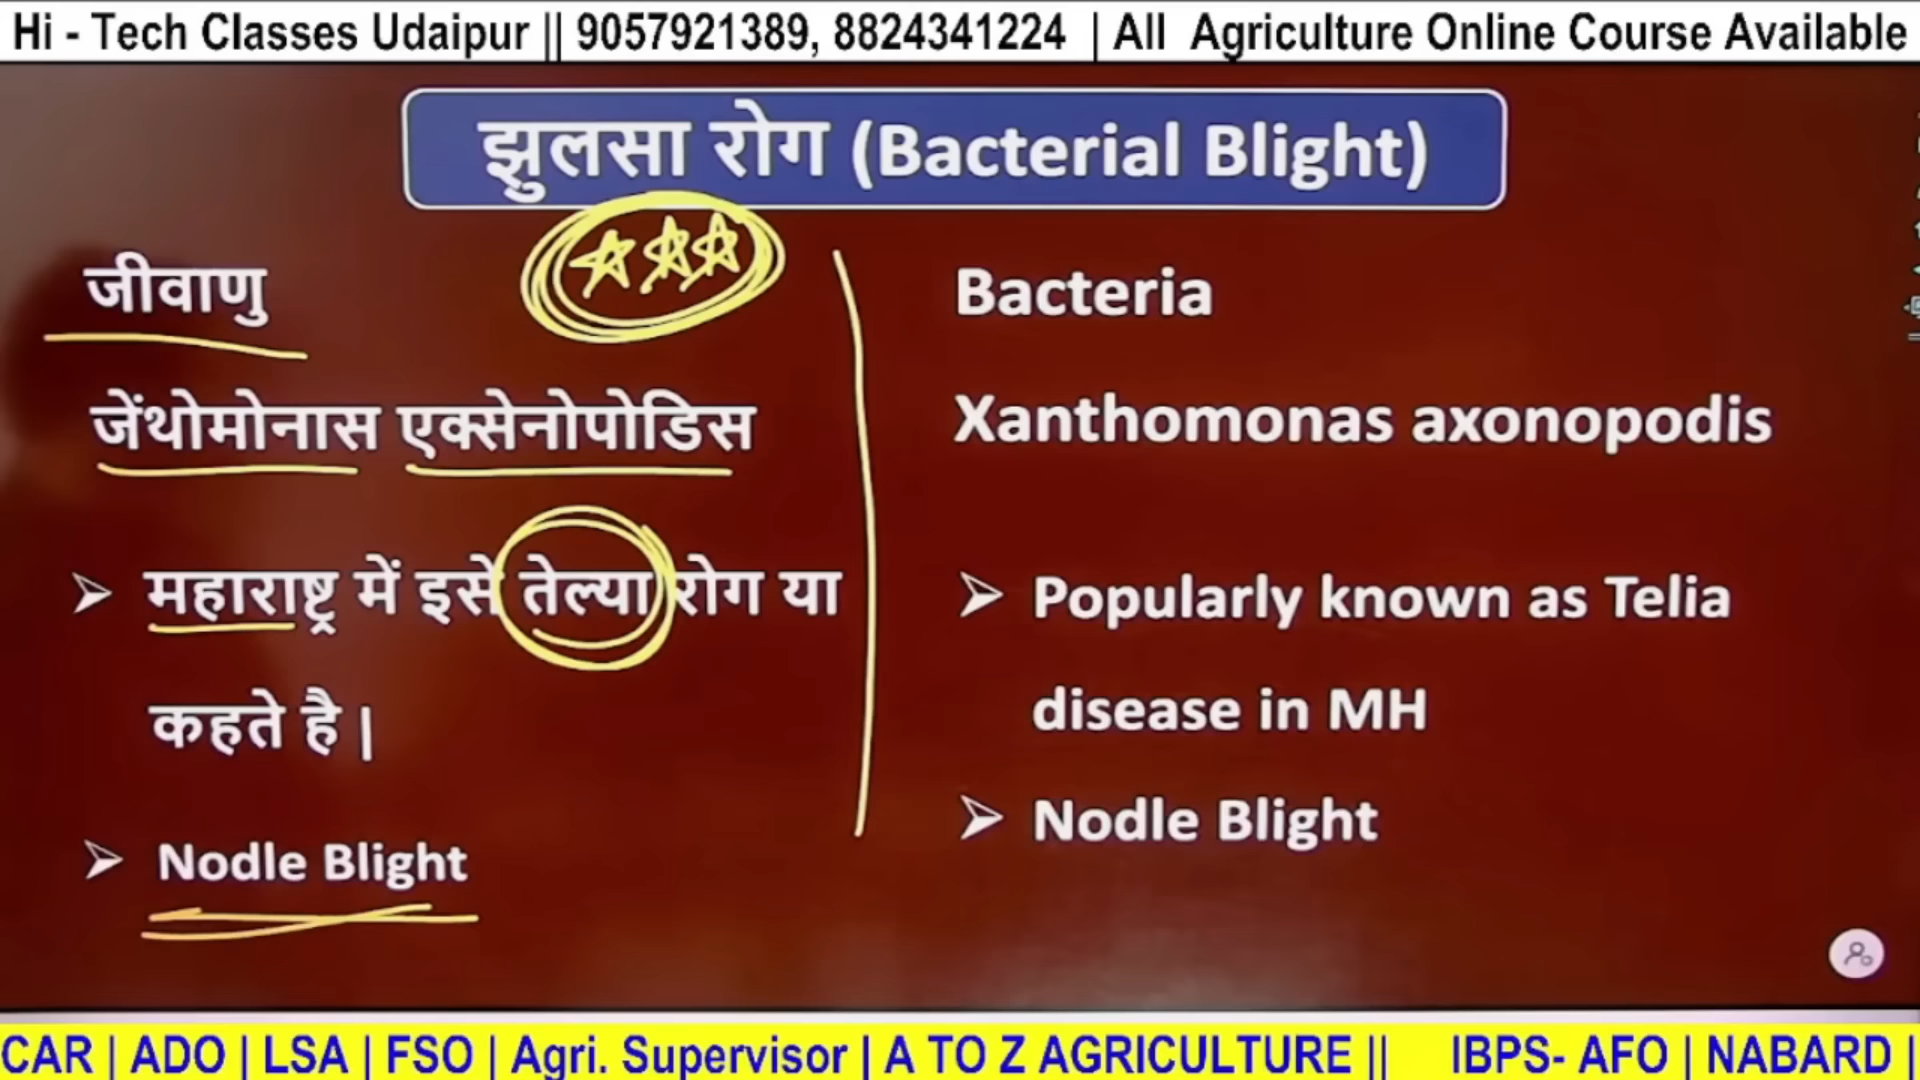 Hi - Tech Classes Udaipur || 9057921389, 8824341224 | All Agriculture Online Course Available
झुलसा रोग (Bacterial Blight)
जीवाणु
जेंथोमोनास एक्सेनोपोडिस
➢ महाराष्ट्र में इसे तेल्या रोग या
कहते है |
➢ Nodle Blight
Bacteria
Xanthomonas axonopodis
➢ Popularly known as Telia
disease in MH
➢ Nodle Blight
CAR | ADO | LSA | FSO | Agri. Supervisor | A TO Z AGRICULTURE || IBPS- AFO | NABARD |